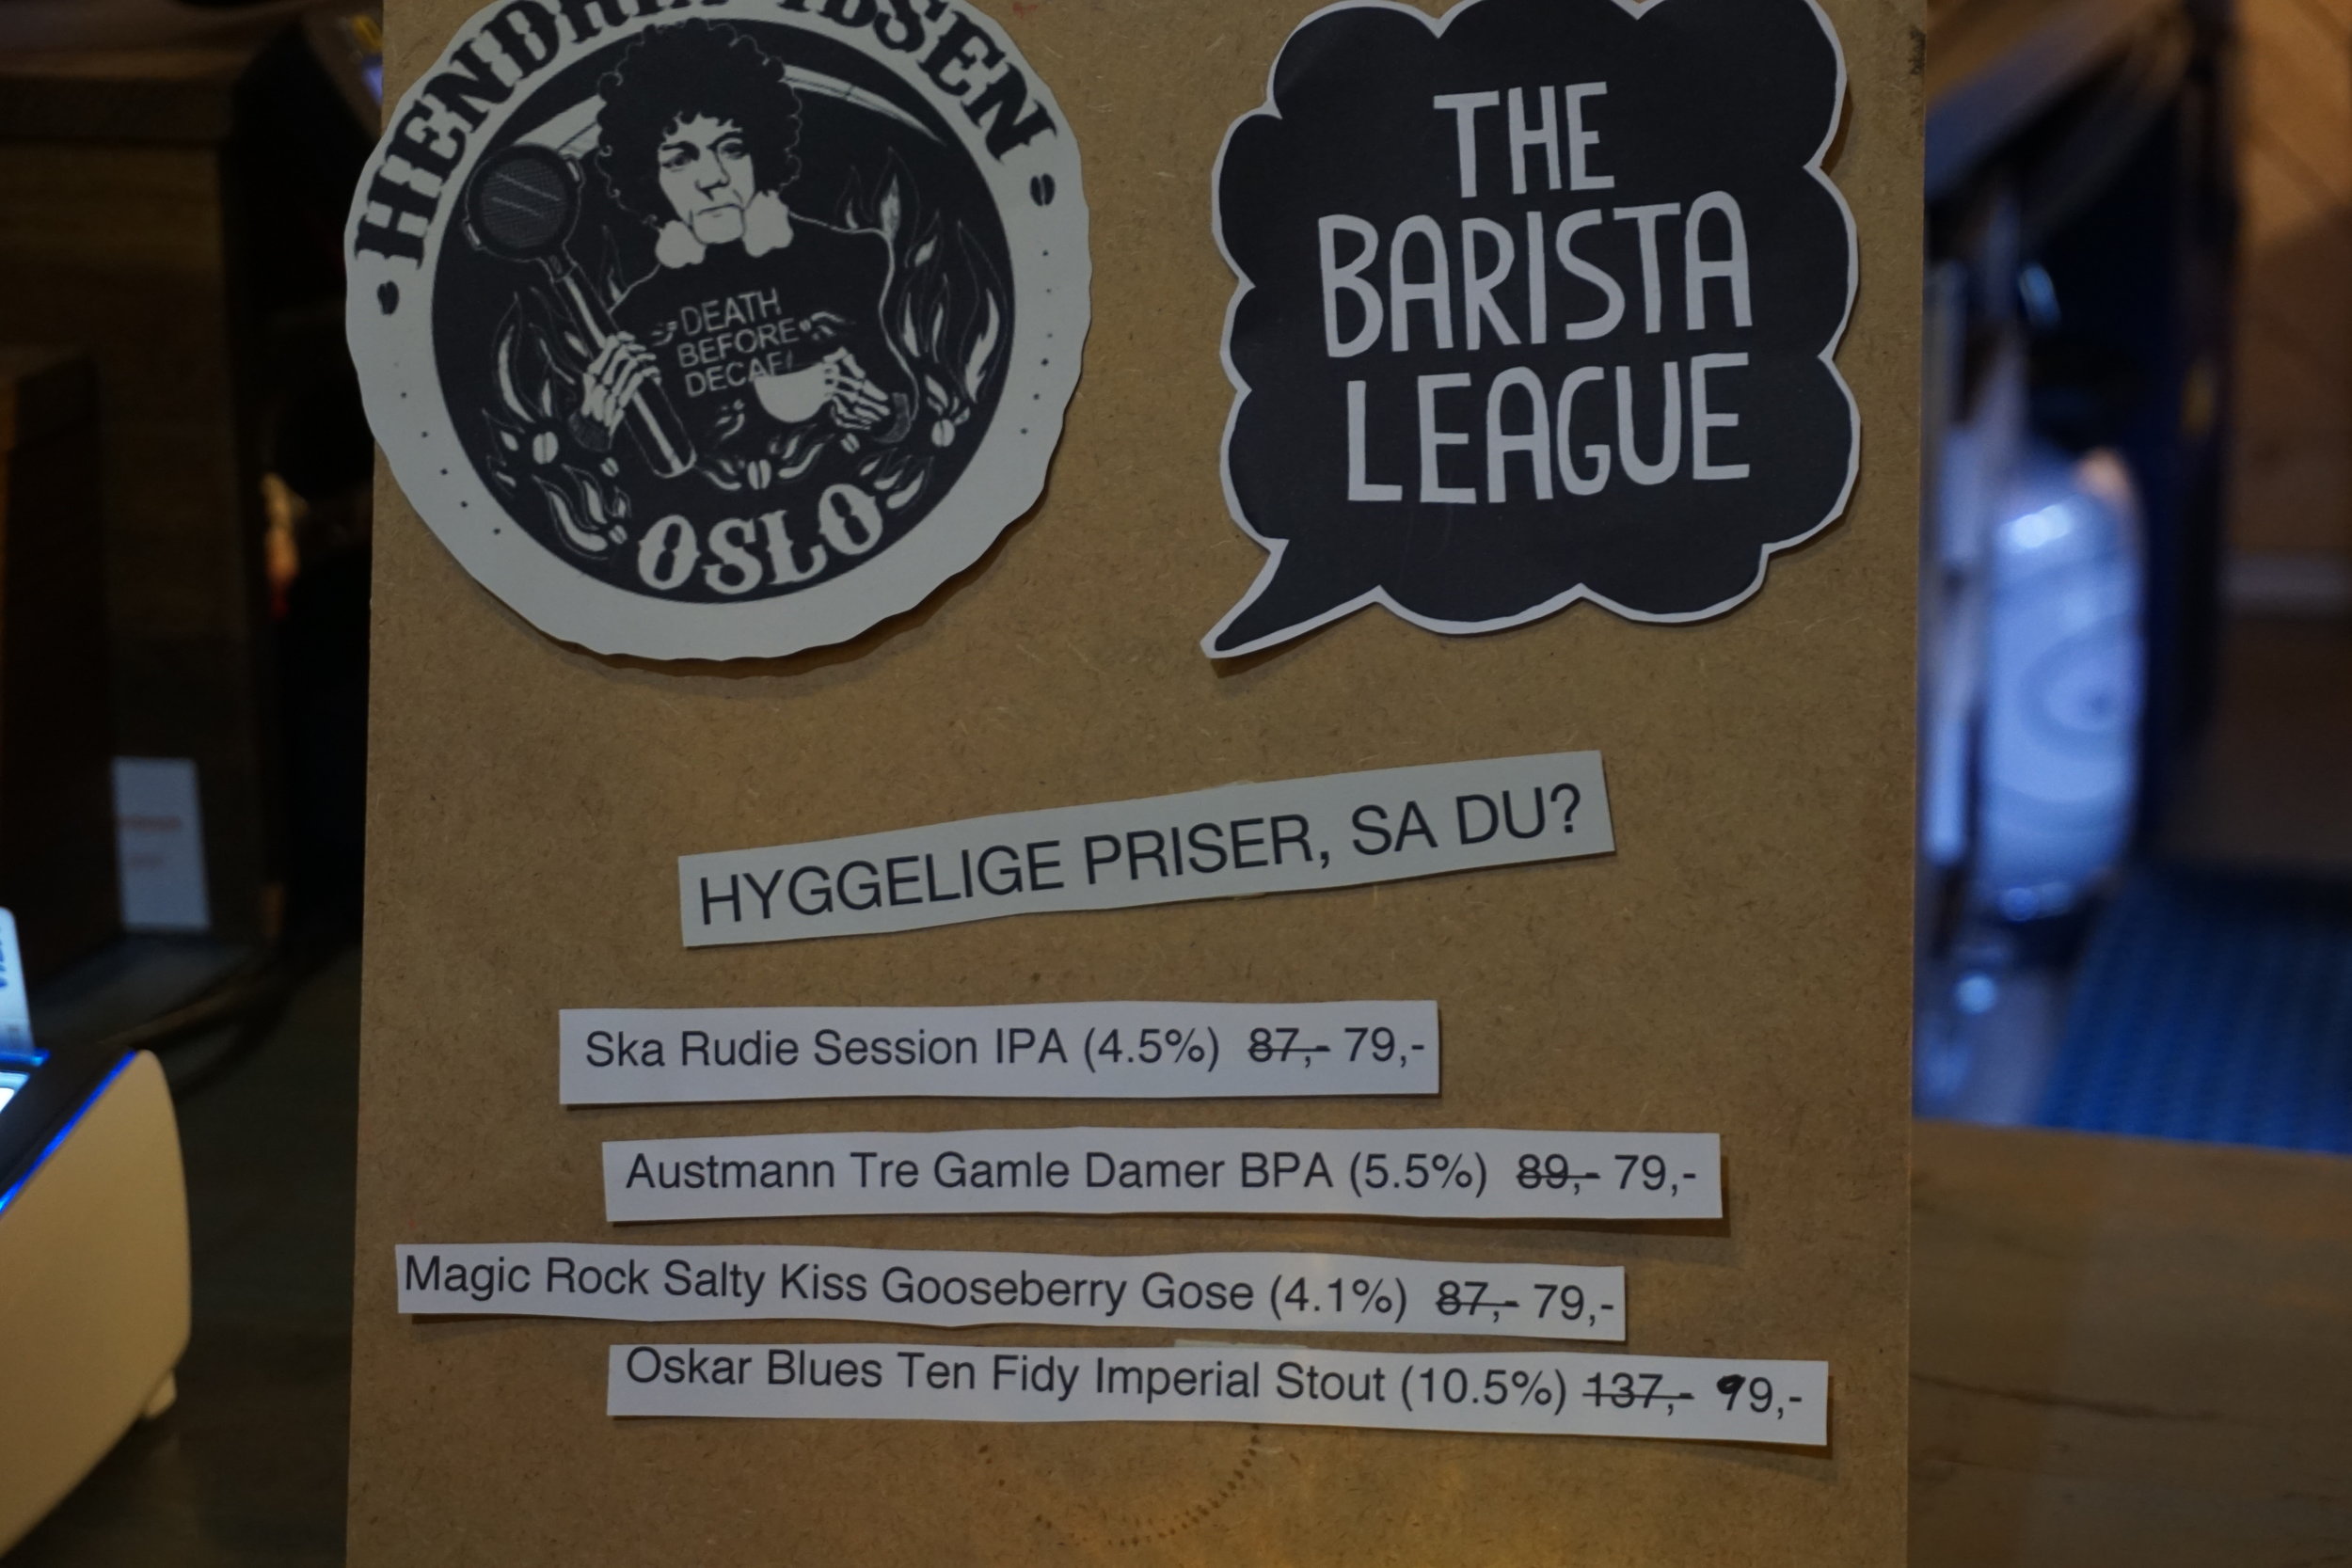 HENDRIK IBSEN
DEATH
BEFORE
DECAF!
OSLO
THE
BARISTA
LEAGUE
HYGGELIGE PRISER, SA DU?
Ska Rudie Session IPA (4.5%) 87,- 79,-
Austmann Tre Gamle Damer BPA (5.5%) 89,- 79,-
Magic Rock Salty Kiss Gooseberry Gose (4.1%) 87,- 79,-
Oskar Blues Ten Fidy Imperial Stout (10.5%) 137,- 99,-